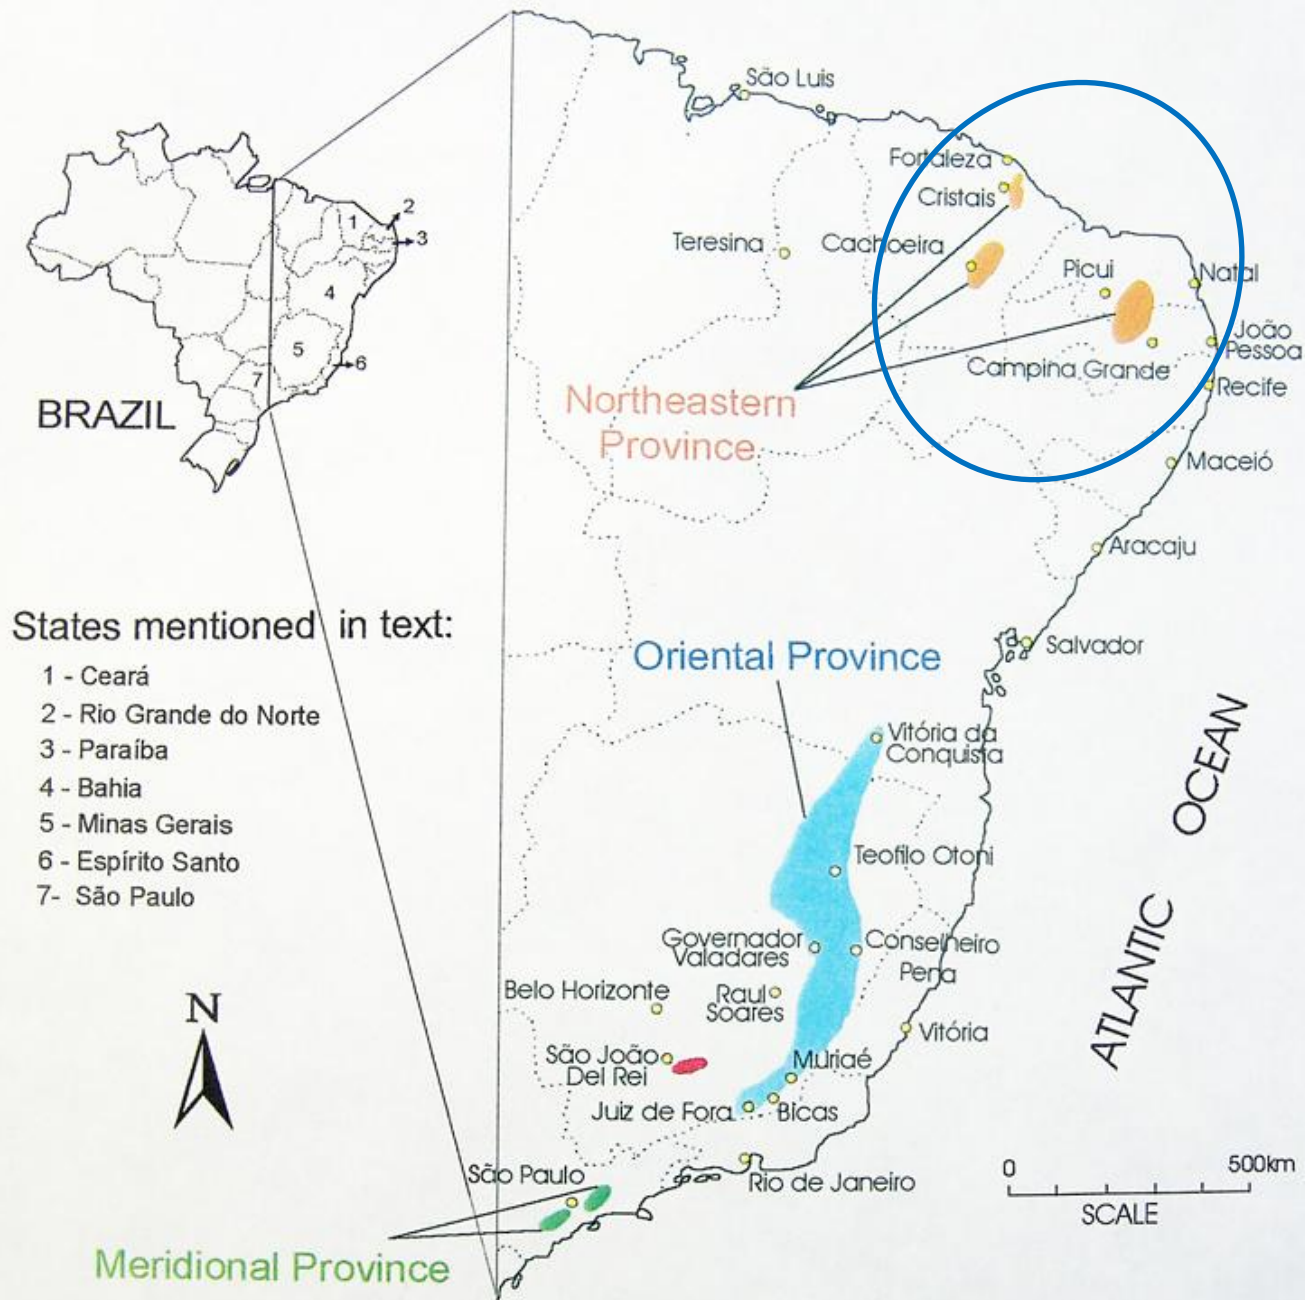 São Luis
Fortaleza
Cristais
Teresina
Cachoeira
Picui
Natal
João
Pessoa
Campina Grande
Recife
Northeastern
Province
Maceió
Aracaju
Salvador
1
2
3
4
5
6
7
BRAZIL
States mentioned in text:
1 - Ceará
2 - Rio Grande do Norte
3 - Paraíba
4 - Bahia
5 - Minas Gerais
6 - Espírito Santo
7- São Paulo
N
Oriental Province
Vitória da
Conquista
Teofilo Otoni
Governador
Valadares
Conselheiro
Pena
Belo Horizonte
Raul
Soares
Vitória
São João
Del Rei
Muriaé
Juiz de Fora
Bicas
São Paulo
Rio de Janeiro
Meridional Province
ATLANTIC OCEAN
0 500km
SCALE